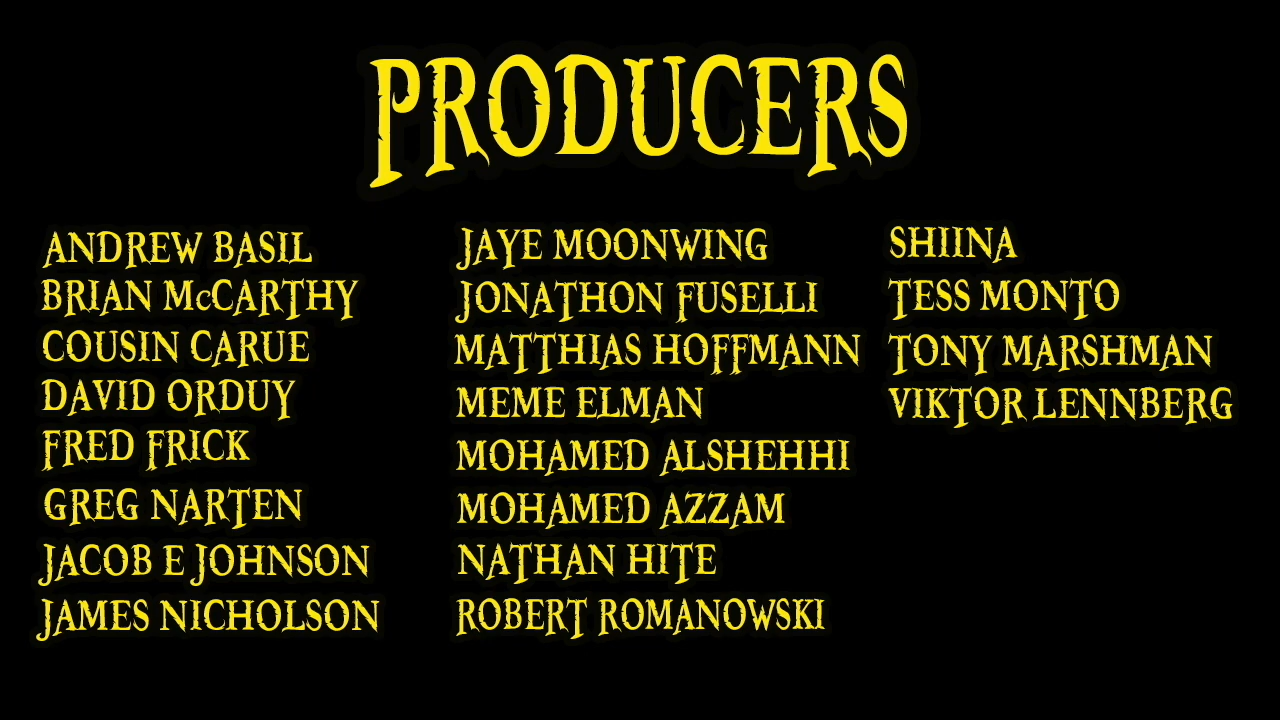 PRODUCERS
ANDREW BASIL
BRIAN McCARTHY
COUSIN CARUE
DAVID ORDUY
FRED FRICK
GREG NARTEN
JACOB E JOHNSON
JAMES NICHOLSON
JAYE MOONWING
JONATHON FUSELLI
MATTHIAS HOFFMANN
MEME ELMAN
MOHAMED ALSHEHHI
MOHAMED AZZAM
NATHAN HITE
ROBERT ROMANOWSKI
SHIINA
TESS MONTO
TONY MARSHMAN
VIKTOR LENNBERG